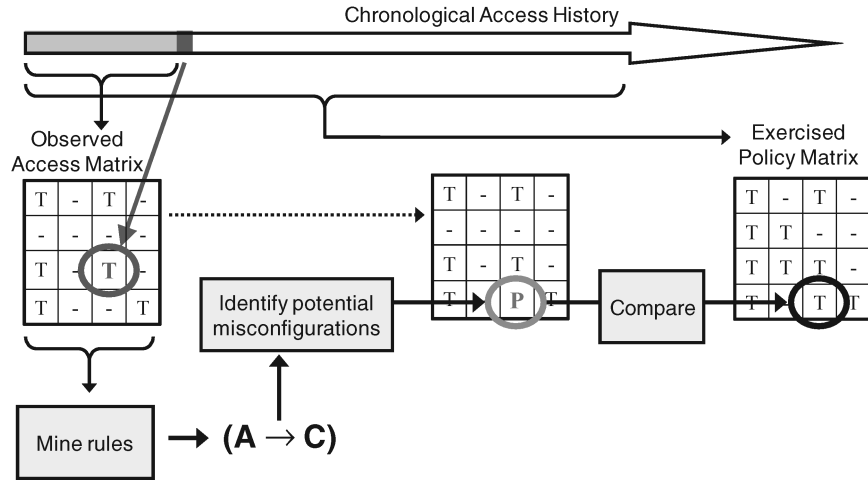 Chronological Access History
Observed
Access Matrix
Exercised
Policy Matrix
T - T -
- - - -
T - T -
T - - T
T - T -
- - - -
T - T -
T P T
T - T -
T T - -
T T T -
T - T T
Identify potential
misconfigurations
Compare
Mine rules
(A → C)